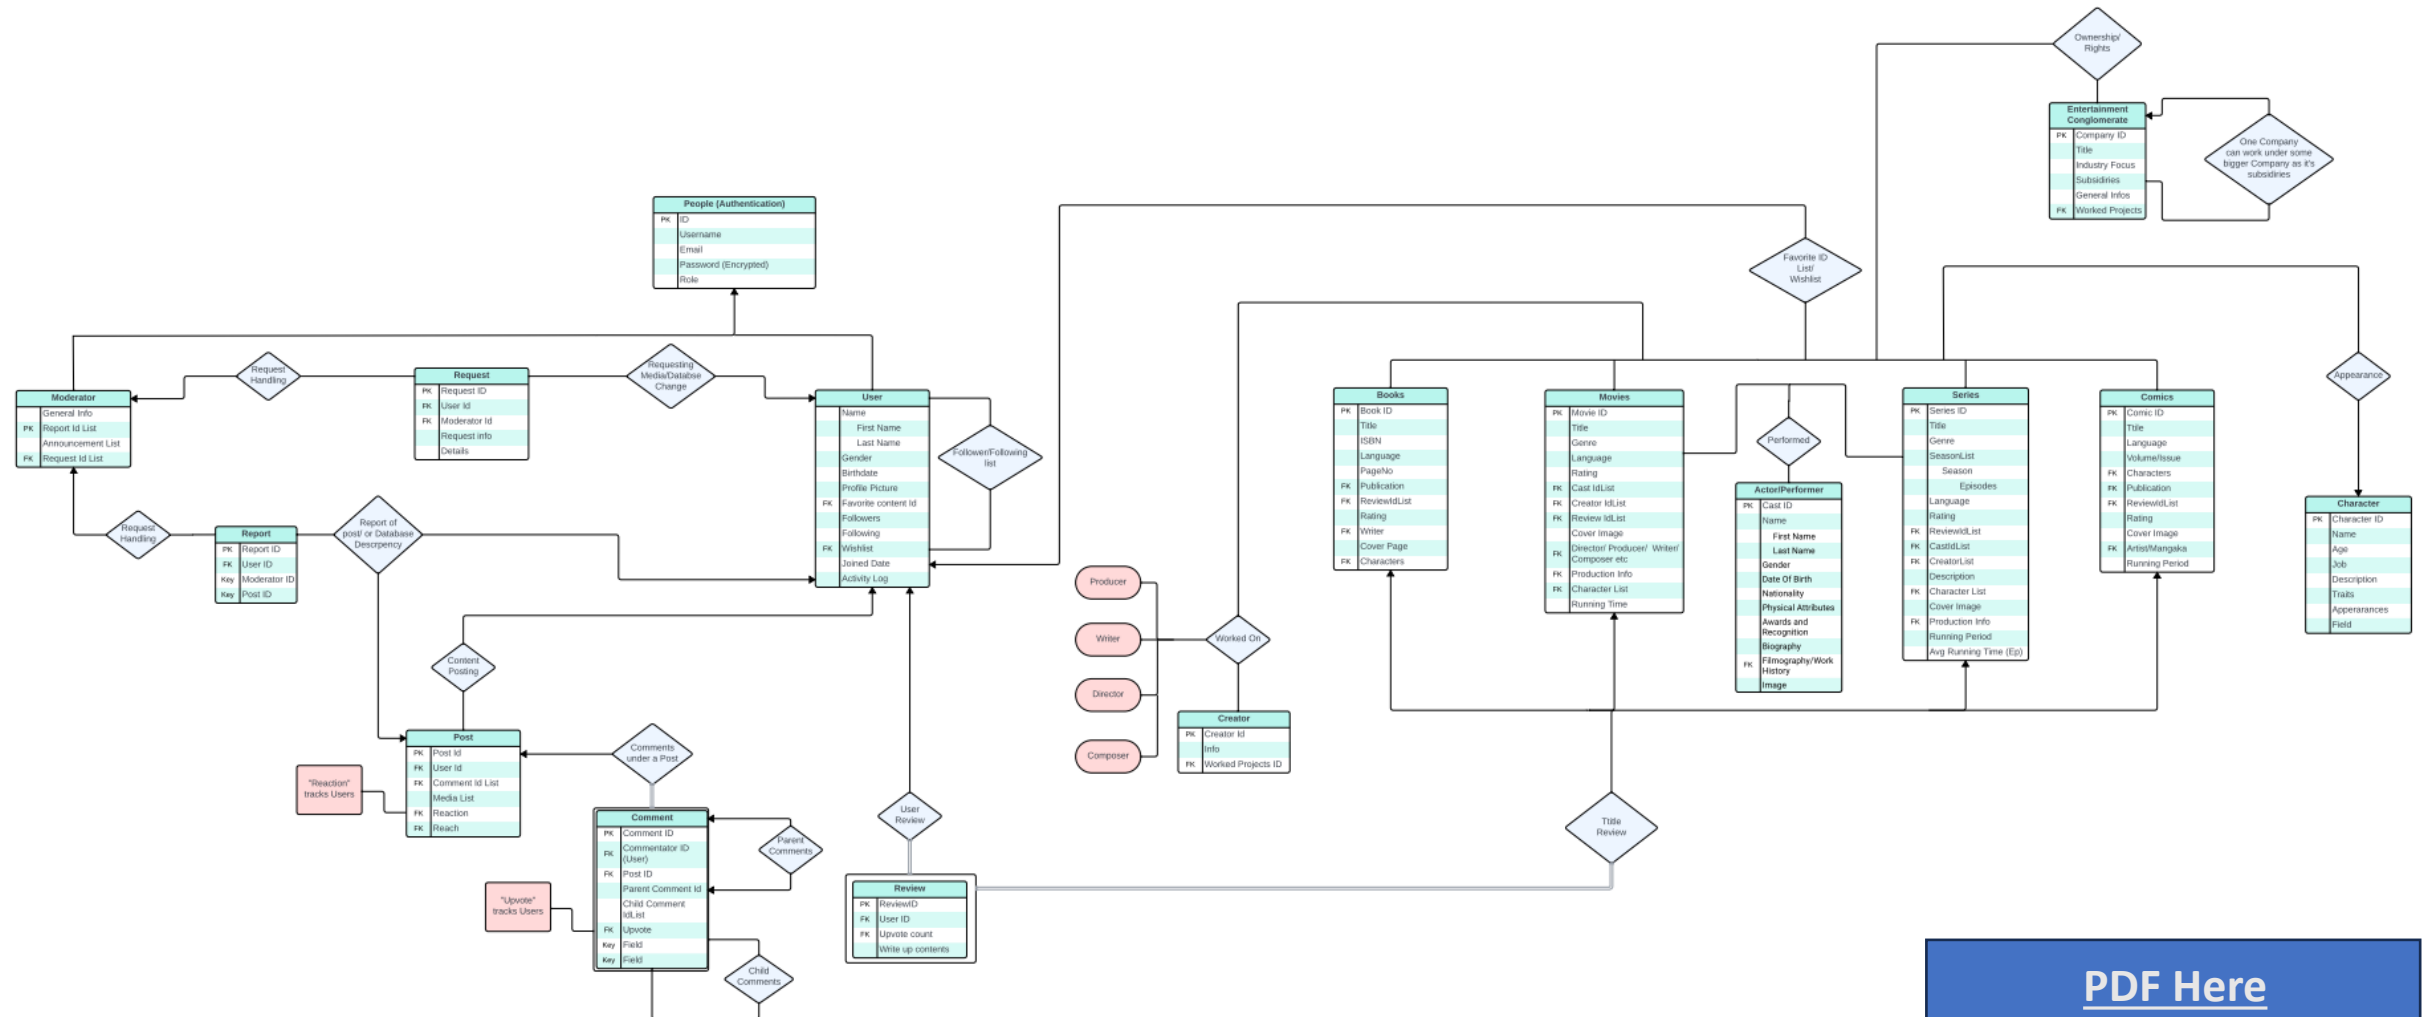 Ownership/
Rights
Entertainment
Conglomerate
PK Company ID
Title
Industry Focus
Subsidiries
General Infos
FK Worked Projects
One Company
can work under some
bigger Company as it's
subsidiries
People (Authentication)
PK ID
Username
Email
Password (Encrypted)
Role
Favorite ID
List/
Wishlist
Request
Handling
Request
PK Request ID
FK User Id
FK Moderator Id
Request info
Details
Requesting
Media/Databse
Change
Moderator
General Info
PK Report Id List
Announcement List
FK Request Id List
User
Name
First Name
Last Name
Gender
Birthdate
Profile Picture
FK Favorite content Id
Followers
Following
FK Wishlist
Joined Date
Activity Log
Follower/Following
list
Request
Handling
Report
PK Report ID
FK User ID
Key Moderator ID
Key Post ID
Report of
post/ or Database
Descrpency
Books
PK Book ID
Title
ISBN
Language
PageNo
FK Publication
FK ReviewIdList
Rating
FK Writer
Cover Page
FK Characters
Movies
PK Movie ID
Title
Genre
Language
Rating
FK Cast IdList
FK Creator IdList
FK Review IdList
Cover Image
FK Director/ Producer/ Writer/
Composer etc
FK Production Info
FK Character List
Running Time
Performed
Actor/Performer
PK Cast ID
Name
First Name
Last Name
Gender
Date Of Birth
Nationality
Physical Attributes
Awards and
Recognition
Biography
FK Filmography/Work
History
Image
Series
PK Series ID
Title
Genre
SeasonList
Season
Episodes
Language
Rating
FK ReviewIdList
FK CastIdList
FK CreatorList
Description
FK Character List
Cover Image
FK Production Info
Running Period
Avg Running Time (Ep)
Comics
PK Comic ID
Ttile
Language
Volume/Issue
FK Characters
FK Publication
FK ReviewIdList
Rating
Cover Image
FK Artist/Mangaka
Running Period
Appearance
Character
PK Character ID
Name
Age
Job
Description
Traits
Apperarances
Field
Producer
Writer
Director
Composer
Worked On
Creator
PK Creator Id
Info
FK Worked Projects ID
Content
Posting
Post
PK Post Id
FK User Id
FK Comment Id List
Media List
FK Reaction
FK Reach
"Reaction"
tracks Users
Comments
under a Post
Comment
PK Comment ID
FK Commentator ID
(User)
FK Post ID
Parent Comment Id
Child Comment
IdList
FK Upvote
Key Field
Key Field
"Upvote"
tracks Users
Parent
Comments
Child
Comments
User
Review
Review
PK ReviewID
FK User ID
FK Upvote count
Write up contents
Ttitle
Review
PDF Here